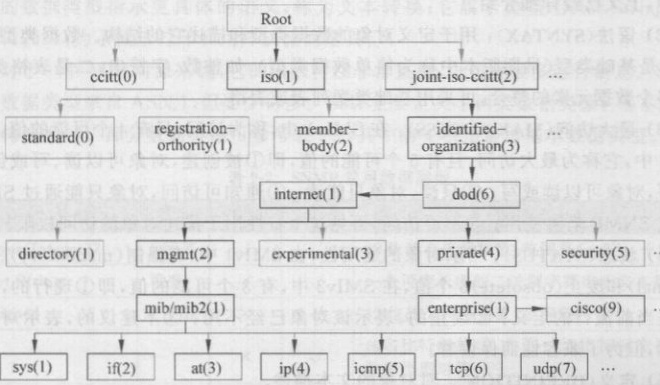 Root
ccitt(0) iso(1) joint-iso-ccitt(2) ...
standard(0) registration-orthority(1) member-body(2) identified-organization(3)
internet(1) dod(6)
directory(1) mgmt(2) experimental(3) private(4) security(5)
mib/mib2(1) enterprise(1) cisco(9) ...
sys(1) if(2) at(3) ip(4) icmp(5) tcp(6) udp(7) ...